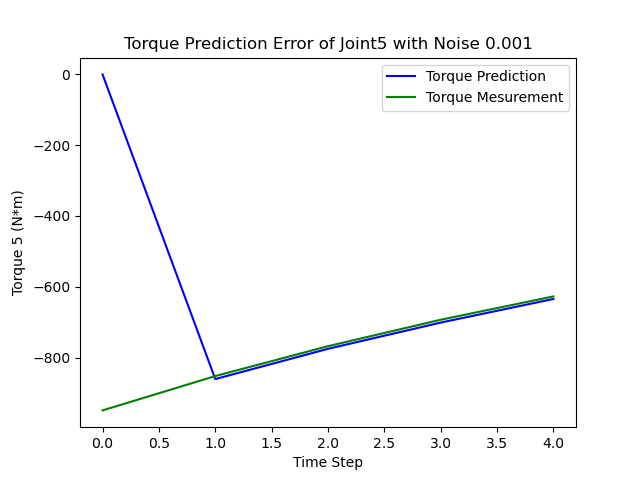 Torque Prediction Error of Joint5 with Noise 0.001
Torque Prediction
Torque Mesurement
0
−200
−400
−600
−800
Torque 5 (N*m)
0.0 0.5 1.0 1.5 2.0 2.5 3.0 3.5 4.0
Time Step